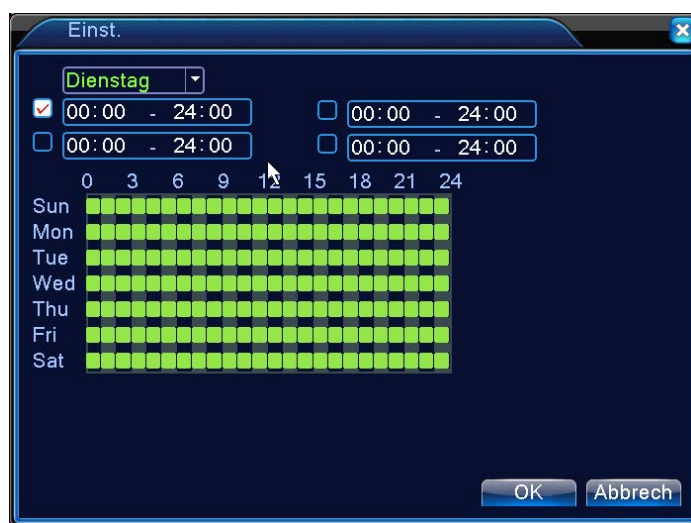 Einst.
Dienstag
00:00 - 24:00 00:00 - 24:00
00:00 - 24:00 00:00 - 24:00
0 3 6 9 12 15 18 21 24
Sun
Mon
Tue
Wed
Thu
Fri
Sat
OK Abbrech